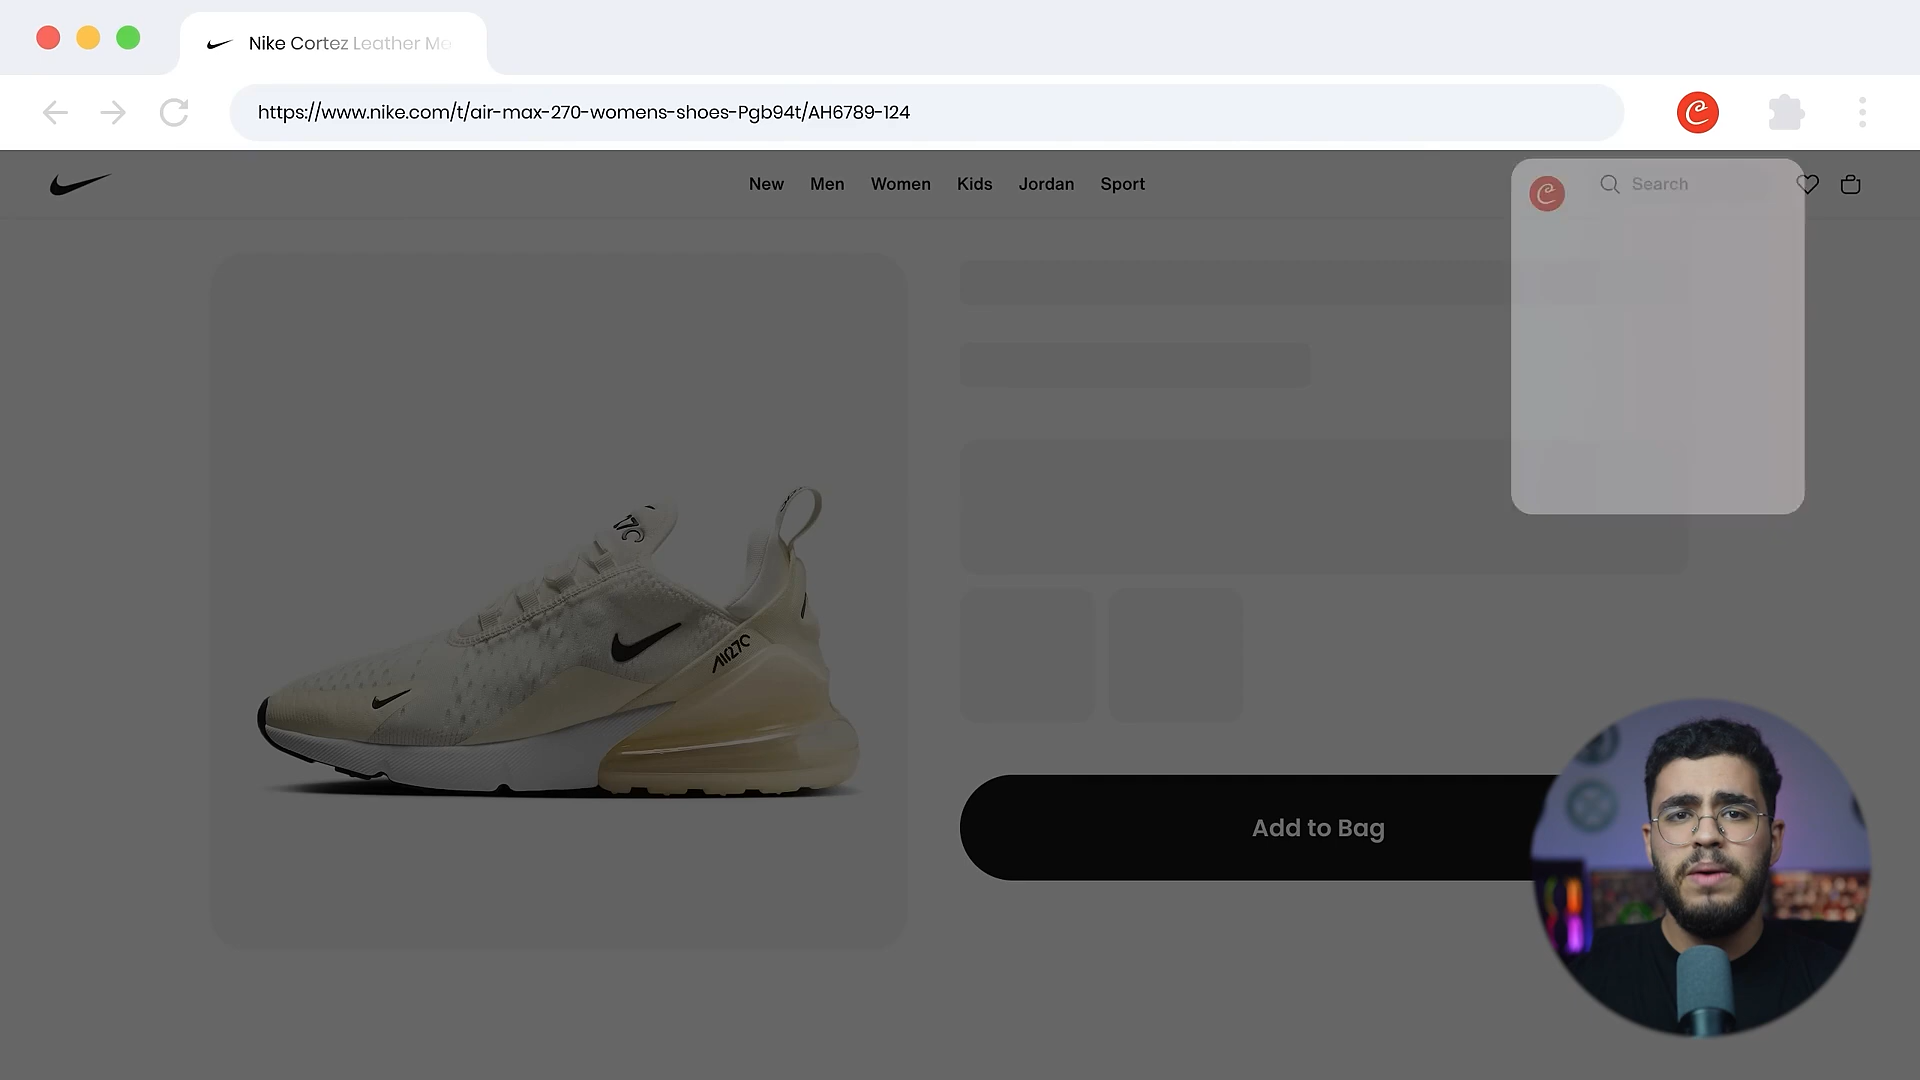 Nike Cortez Leather Me
https://www.nike.com/t/air-max-270-womens-shoes-Pgb94t/AH6789-124
New Men Women Kids Jordan Sport
Search
Add to Bag